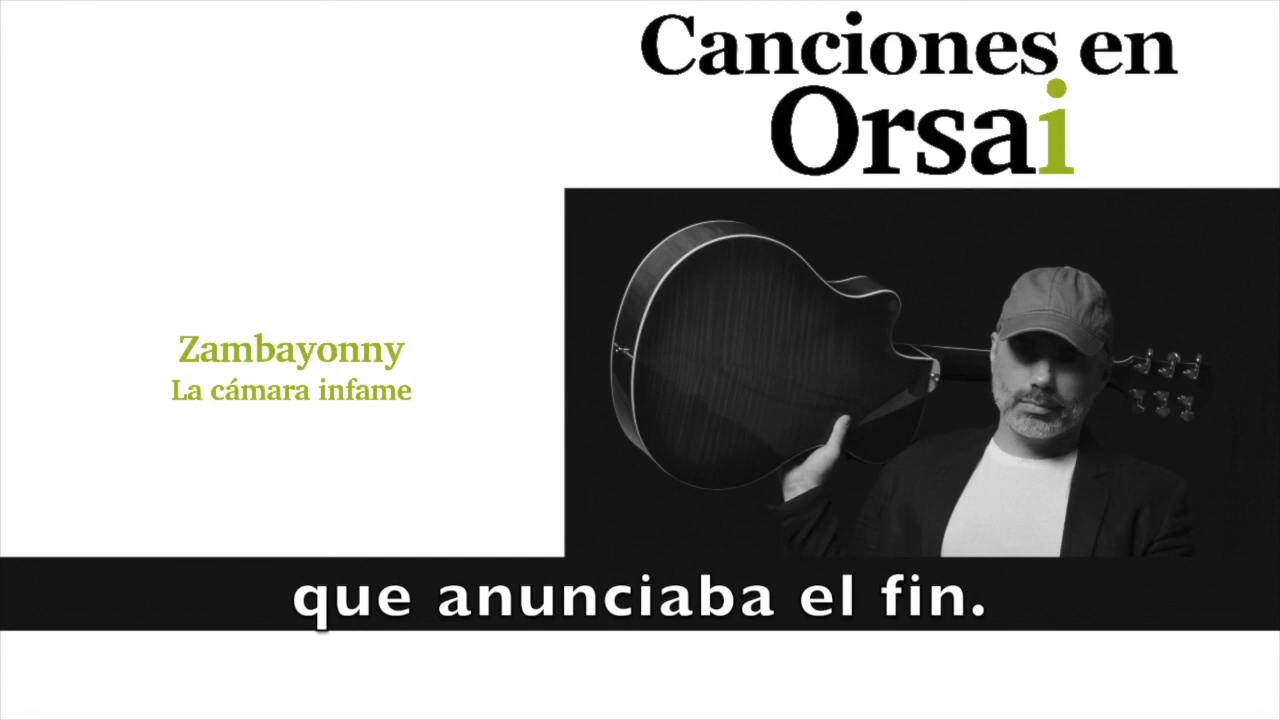 Canciones en
Orsai
Zambayonny
La cámara infame
que anunciaba el fin.